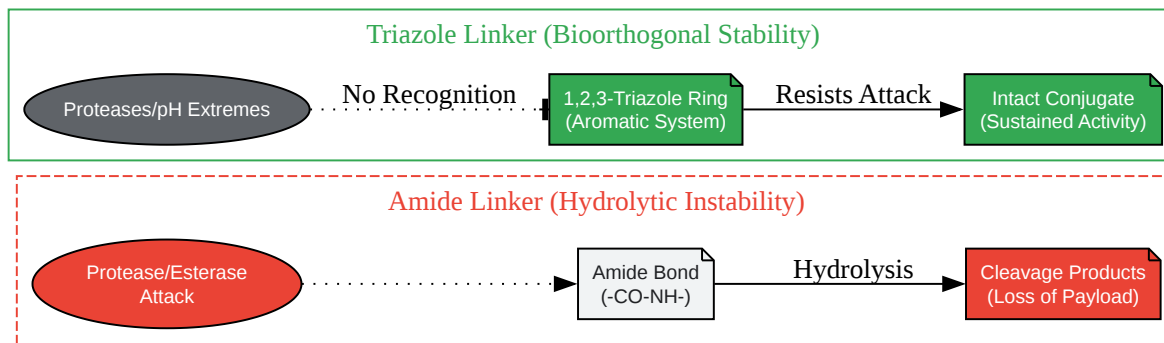 Triazole Linker (Bioorthogonal Stability)
Proteases/pH Extremes
No Recognition
1,2,3-Triazole Ring
(Aromatic System)
Resists Attack
Intact Conjugate
(Sustained Activity)
Amide Linker (Hydrolytic Instability)
Protease/Esterase
Attack
Amide Bond
(-CO-NH-)
Hydrolysis
Cleavage Products
(Loss of Payload)